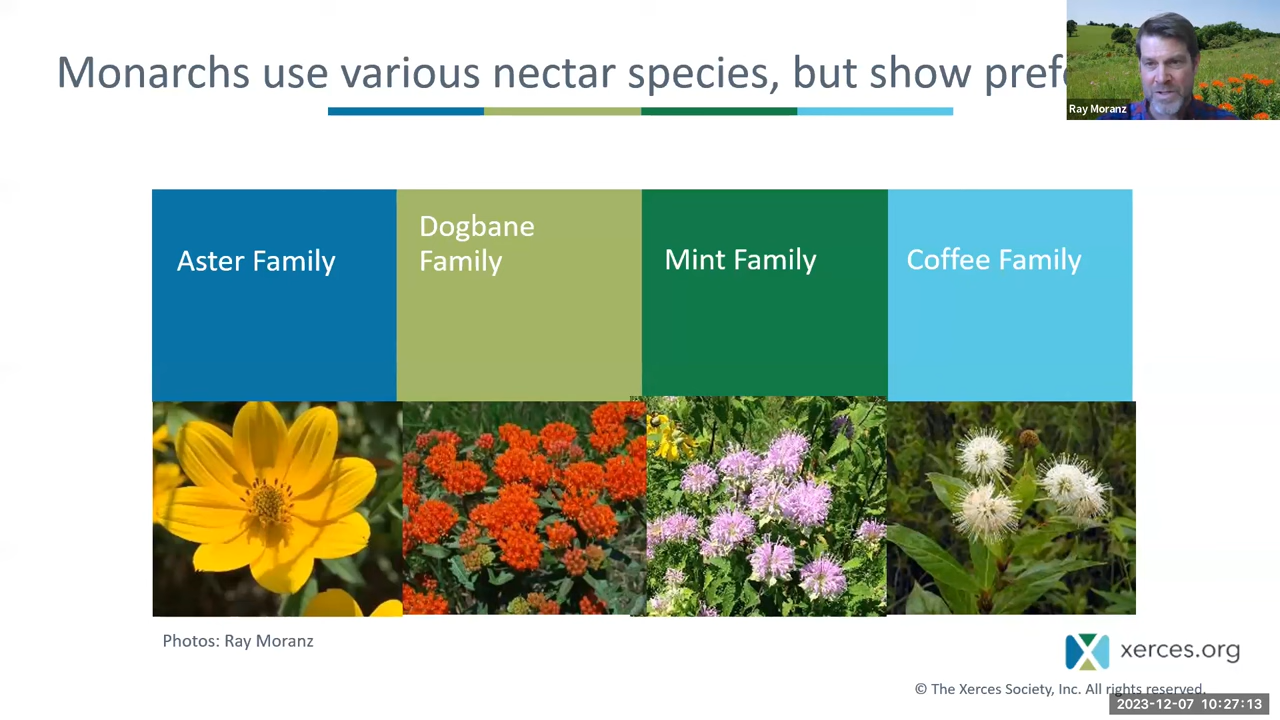 Monarchs use various nectar species, but show
Ray Moranz
Aster Family
Dogbane
Family
Mint Family
Coffee Family
Photos: Ray Moranz
xerces.org
© The Xerces Society, Inc. All rights reserved.
2023-12-07 10:27:13